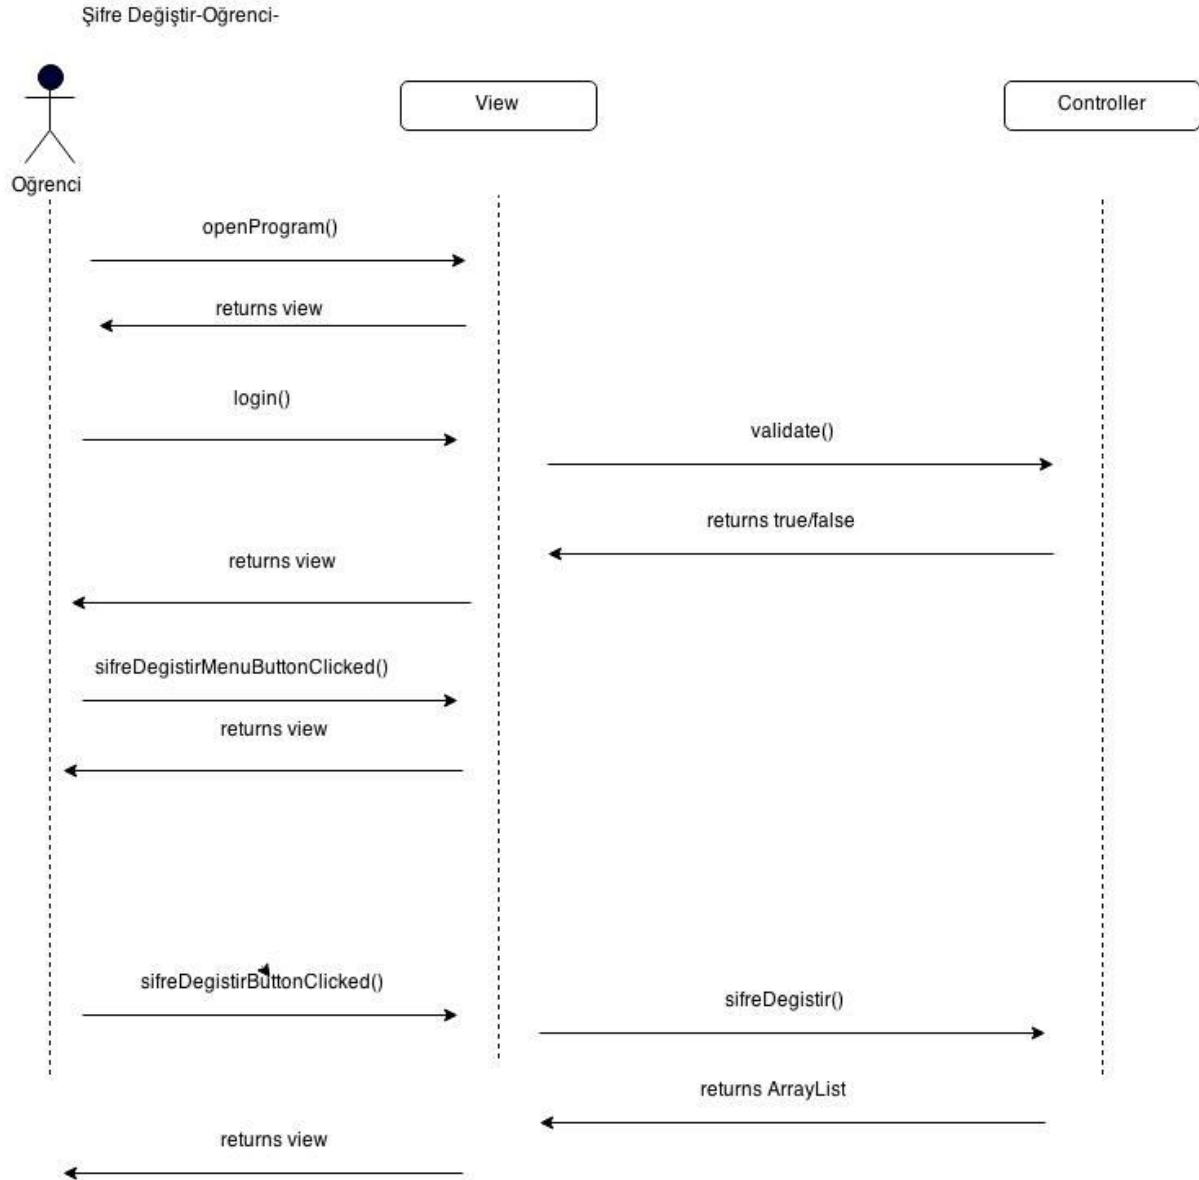 Şifre Değiştir-Oğrenci-
View
Controller
Oğrenci
openProgram()
returns view
login()
validate()
returns true/false
returns view
sifreDegistirMenuButtonClicked()
returns view
sifreDegistirButtonClicked()
sifreDegistir()
returns ArrayList
returns view